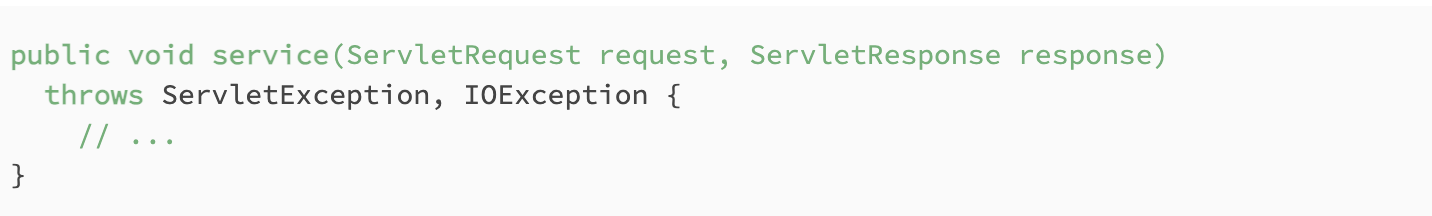 public void service(ServletRequest request, ServletResponse response)
  throws ServletException, IOException {
    // ...
}